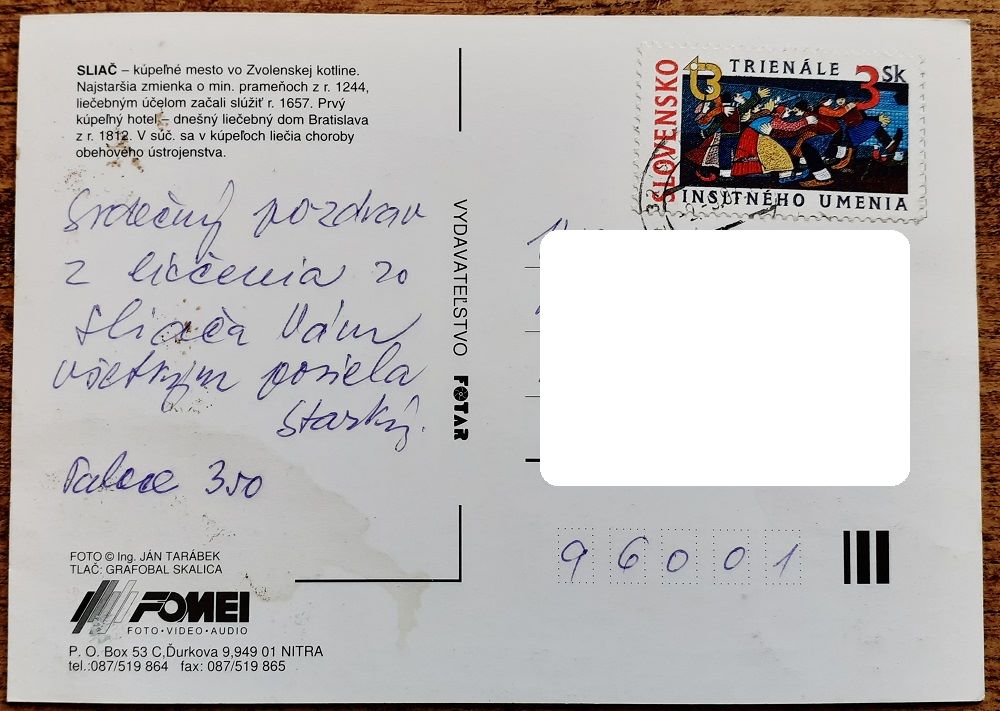 SLIAČ – kúpeľné mesto vo Zvolenskej kotline.
Najstaršia zmienka o min. prameňoch z r. 1244,
liečebným účelom začali slúžiť r. 1657. Prvý
kúpeľný hotel – dnešný liečebný dom Bratislava
z r. 1812. V súč. sa v kúpeľoch liečia choroby
obehového ústrojenstva.
Srdečný pozdrav
z liečenia zo
Sliača Vám
všetkým posiela
starký.
Palace 350
FOTO © Ing. JÁN TARÁBEK
TLAČ: GRAFOBAL SKALICA
FOMEI
FOTO·VIDEO·AUDIO
P. O. Box 53 C,Ďurkova 9,949 01 NITRA
tel.:087/519 864 fax: 087/519 865
VYDAVATEĽSTVO FOTAR
SLOVENSKO
TRIENÁLE 3 Sk
INSITNÉHO UMENIA
96001